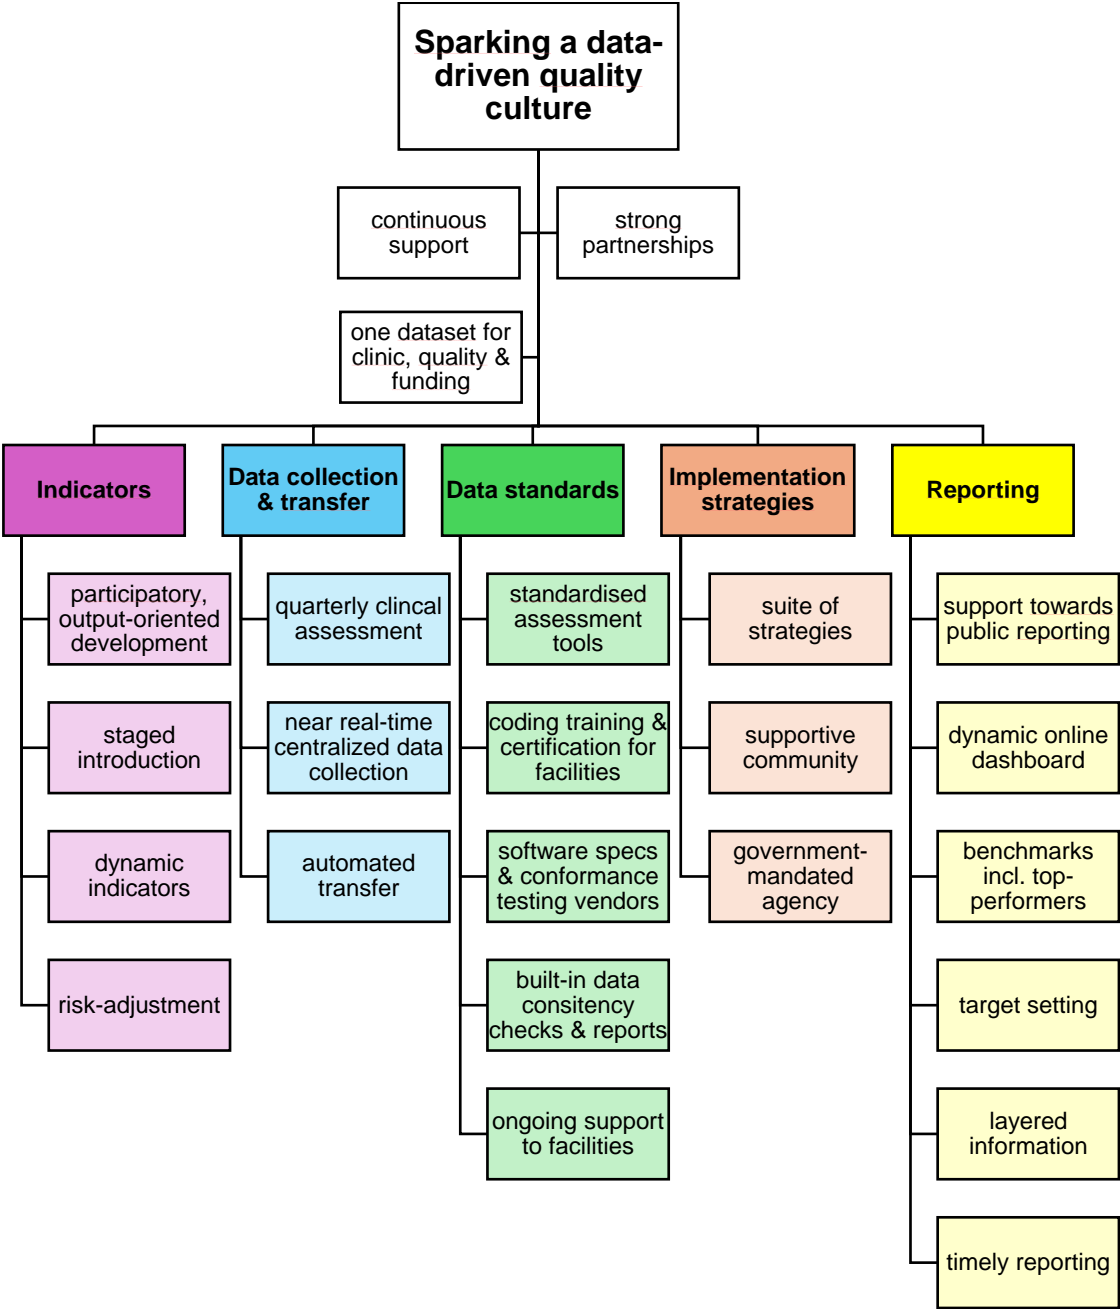 Sparking a data-
driven quality
culture
continuous
support
strong
partnerships
one dataset for
clinic, quality &
funding
Indicators
participatory,
output-oriented
development
staged
introduction
dynamic
indicators
risk-adjustment
Data collection
& transfer
quarterly clincal
assessment
near real-time
centralized data
collection
automated
transfer
Data standards
standardised
assessment
tools
coding training &
certification for
facilities
software specs
& conformance
testing vendors
built-in data
consitency
checks & reports
ongoing support
to facilities
Implementation
strategies
suite of
strategies
supportive
community
government-
mandated
agency
Reporting
support towards
public reporting
dynamic online
dashboard
benchmarks
incl. top-
performers
target setting
layered
information
timely reporting